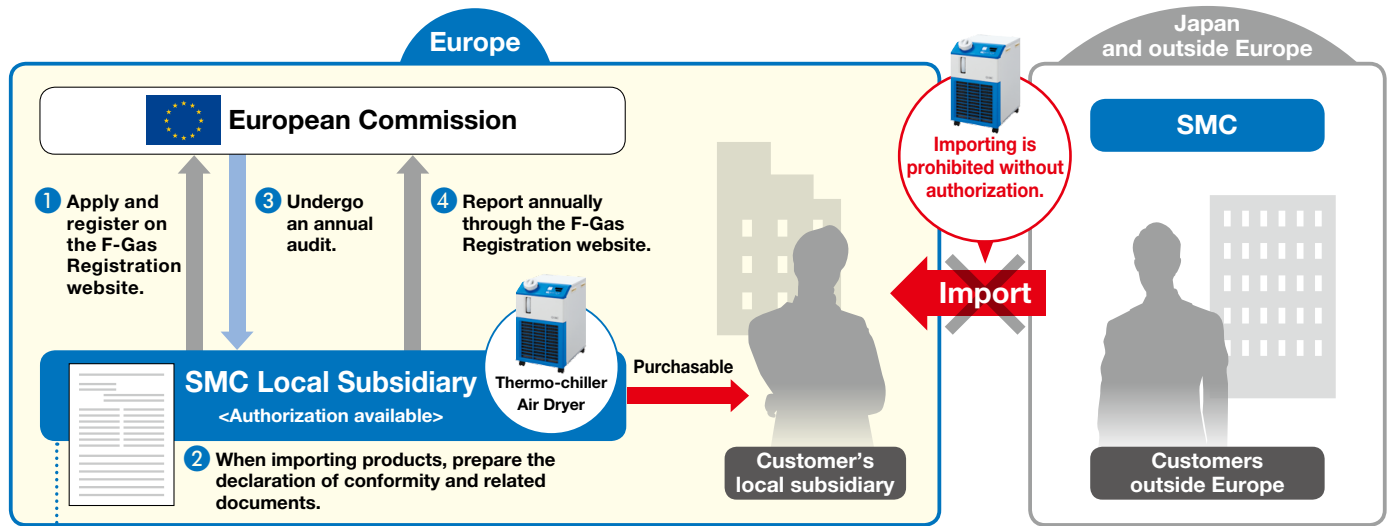 Europe
Japan
and outside Europe
European Commission
Importing is
prohibited without
authorization.
SMC
1 Apply and
register on
the F-Gas
Registration
website.
3 Undergo
an annual
audit.
4 Report annually
through the F-Gas
Registration website.
Import
SMC Local Subsidiary
<Authorization available>
Thermo-chiller
Air Dryer
Purchasable
2 When importing products, prepare the
declaration of conformity and related
documents.
Customer's
local subsidiary
Customers
outside Europe